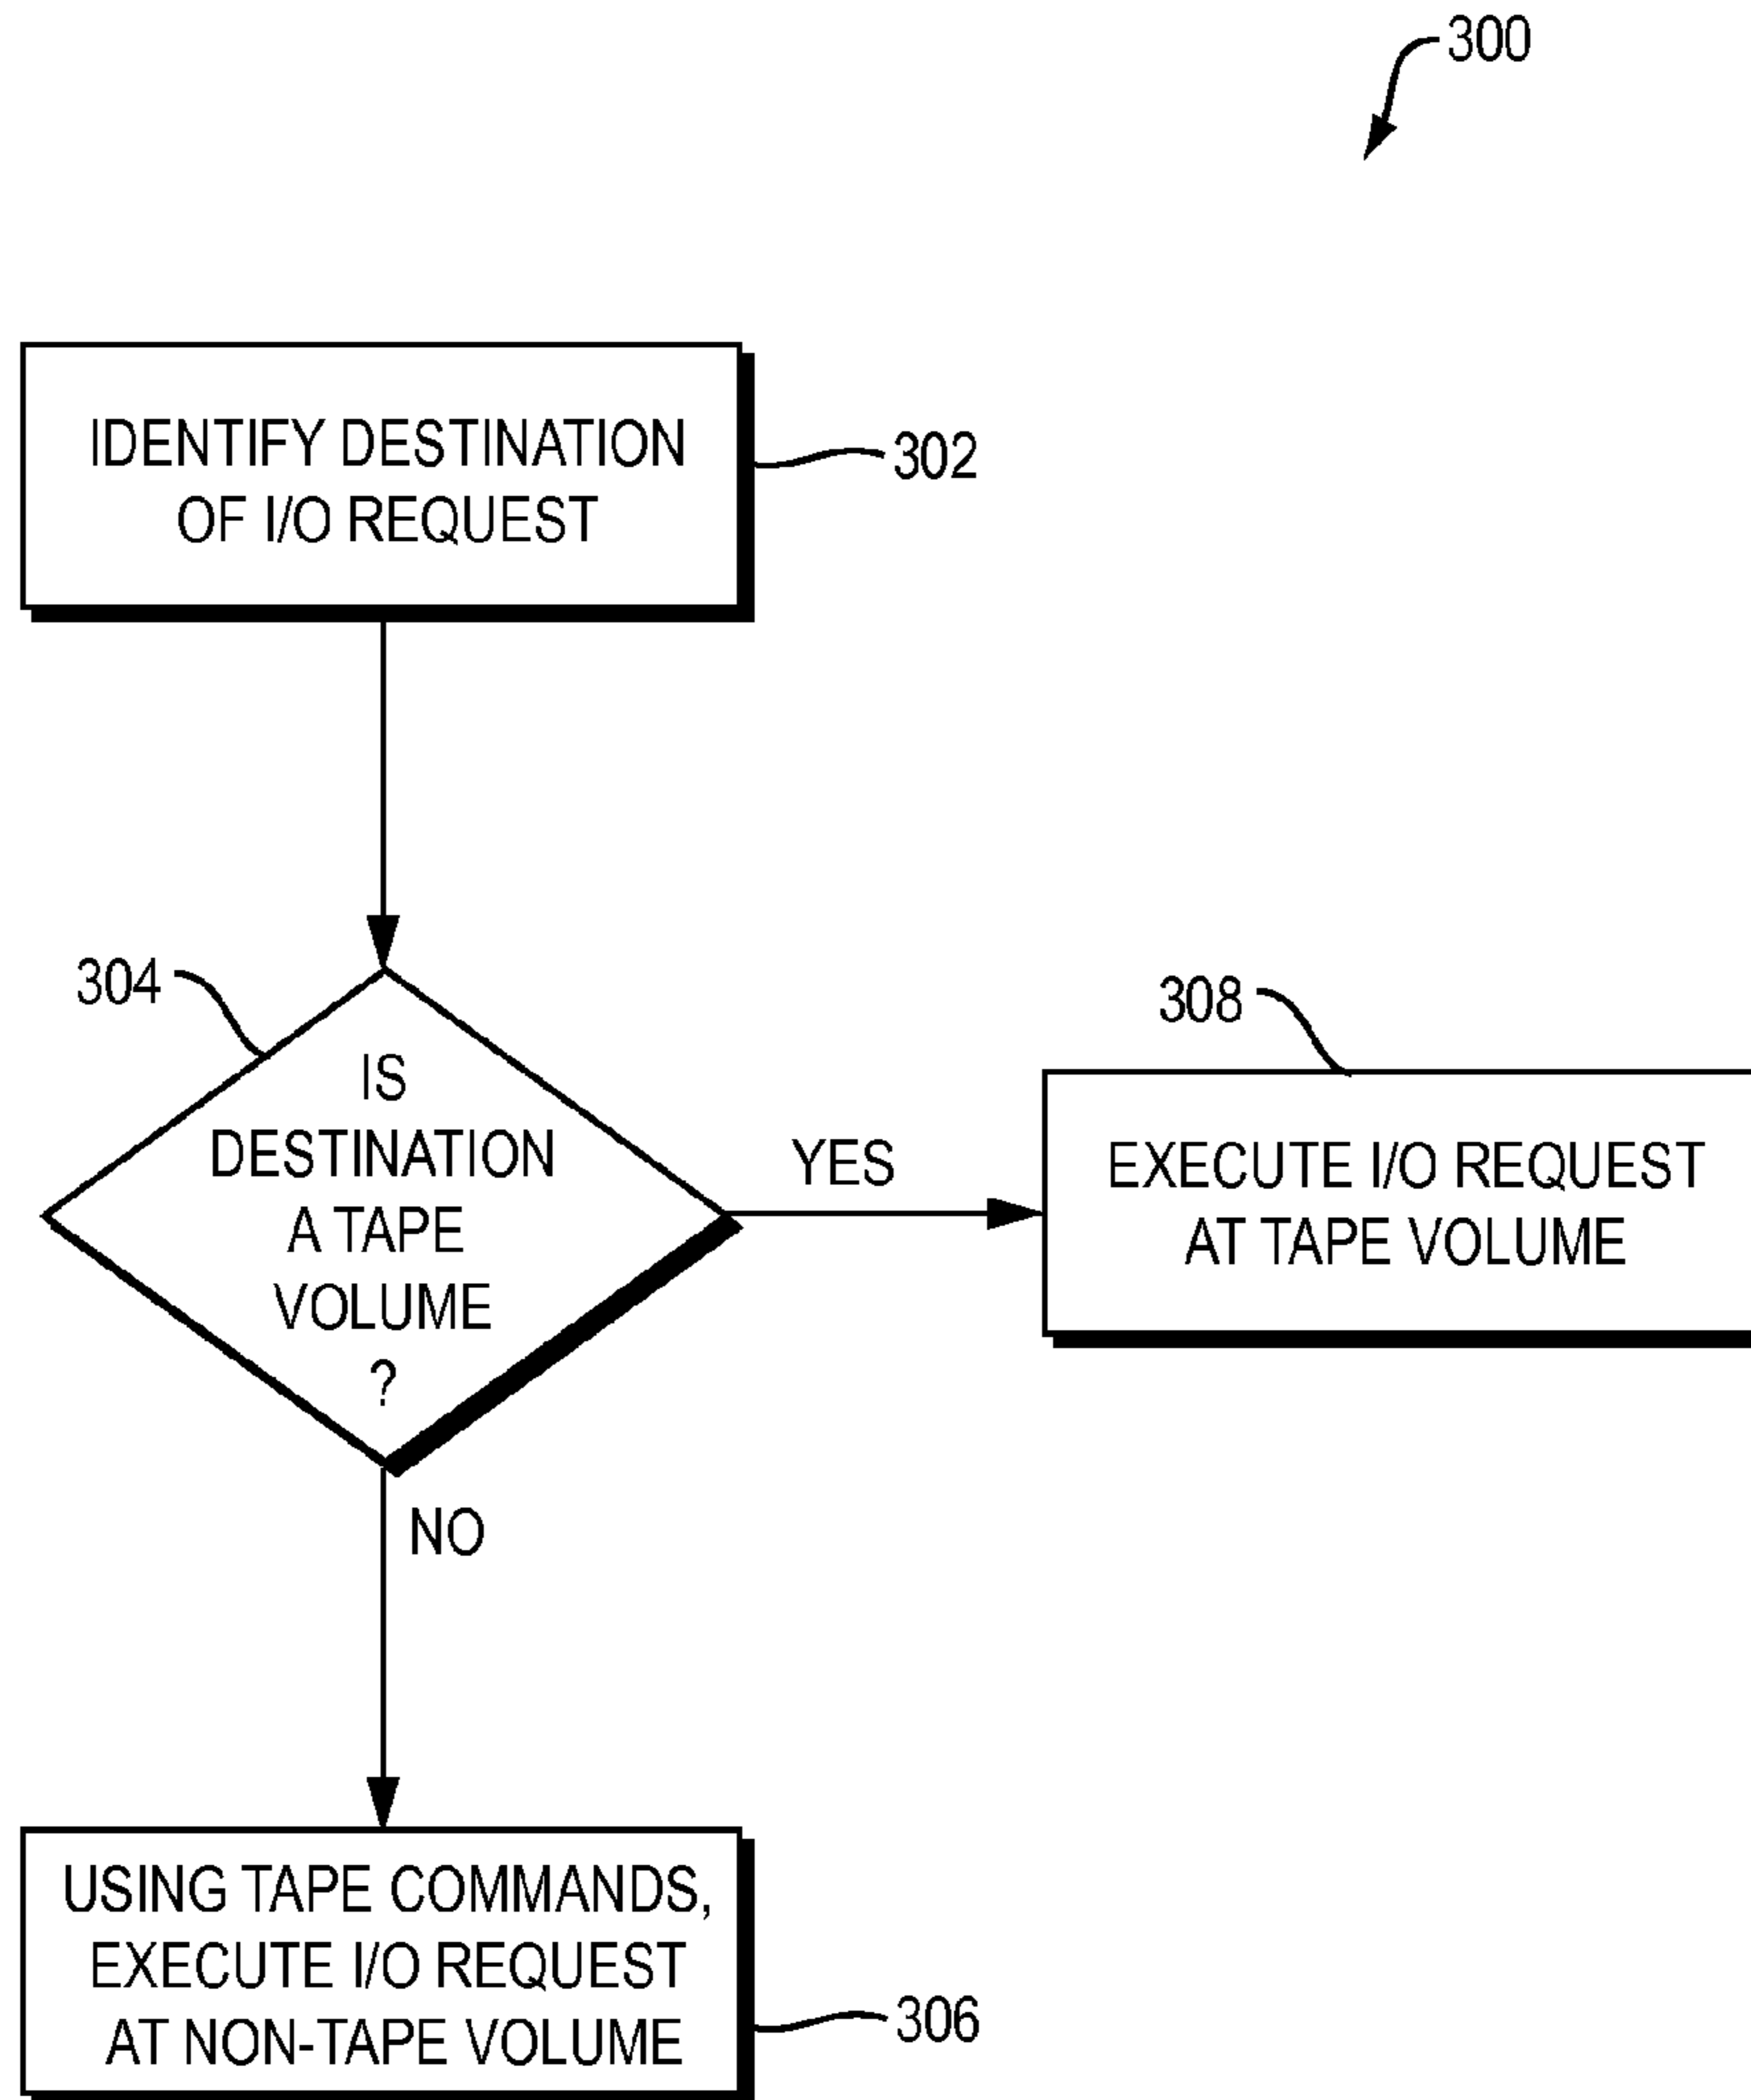 300
IDENTIFY DESTINATION
OF I/O REQUEST
302
304
IS
DESTINATION
A TAPE
VOLUME
?
YES
308
EXECUTE I/O REQUEST
AT TAPE VOLUME
NO
USING TAPE COMMANDS,
EXECUTE I/O REQUEST
AT NON-TAPE VOLUME
306